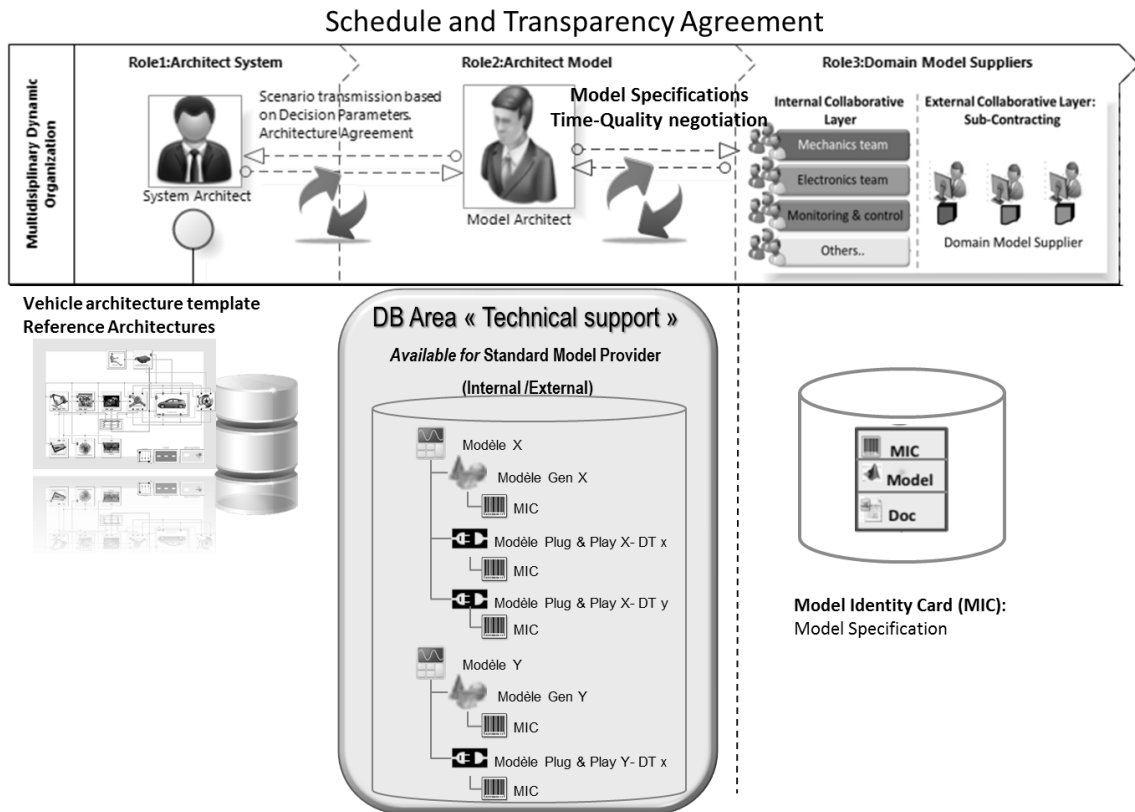 Schedule and Transparency Agreement
Multidisiplinary Dynamic
Organization
Role1:Architect System
Scenario transmission based
on Decision Parameters.
Architecture Agreement
System Architect
Role2:Architect Model
Model Architect
Model Specifications
Time-Quality negotiation
Role3:Domain Model Suppliers
Internal Collaborative
Layer
Mechanics team
Electronics team
Monitoring & control
Others..
External Collaborative Layer:
Sub-Contracting
Domain Model Supplier
Vehicle architecture template
Reference Architectures
DB Area « Technical support »
Available for Standard Model Provider
(Internal /External)
Modèle X
Modèle Gen X
MIC
Modèle Plug & Play X- DT x
MIC
Modèle Plug & Play X- DT y
MIC
Modèle Y
Modèle Gen Y
MIC
Modèle Plug & Play Y- DT x
MIC
MIC
Model
Doc
Model Identity Card (MIC):
Model Specification